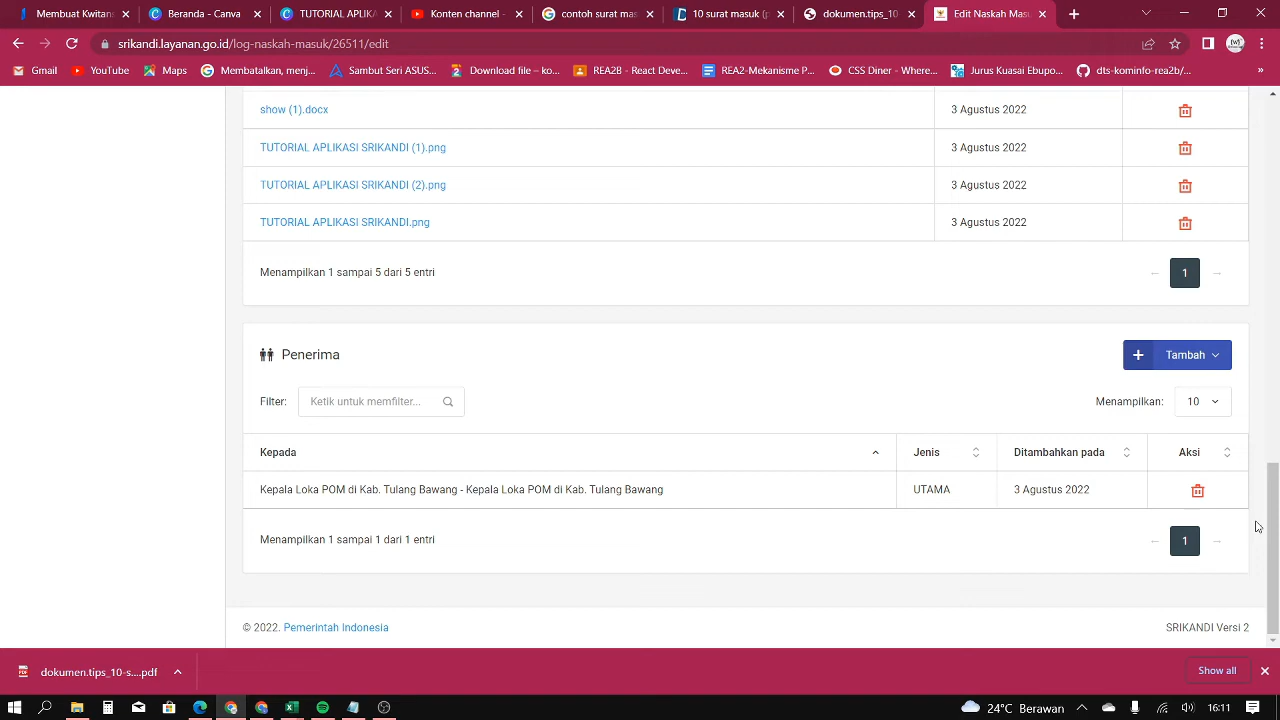 Membuat Kwitans
Beranda - Canva
TUTORIAL APLIKA
Konten channel -
contoh surat mas
10 surat masuk (p
dokumen.tips_10
Edit Naskah Masu
srikandi.layanan.go.id/log-naskah-masuk/26511/edit
Gmail
YouTube
Maps
Membatalkan, menj...
Sambut Seri ASUS...
Download file – ko...
REA2B - React Deve...
REA2-Mekanisme P...
CSS Diner - Where...
Jurus Kuasai Ebupo...
dts-kominfo-rea2b/...
»
show (1).docx 3 Agustus 2022
TUTORIAL APLIKASI SRIKANDI (1).png 3 Agustus 2022
TUTORIAL APLIKASI SRIKANDI (2).png 3 Agustus 2022
TUTORIAL APLIKASI SRIKANDI.png 3 Agustus 2022
Menampilkan 1 sampai 5 dari 5 entri ← 1 →
Penerima + Tambah
Filter: Ketik untuk memfilter... Menampilkan: 10
Kepada Jenis Ditambahkan pada Aksi
Kepala Loka POM di Kab. Tulang Bawang - Kepala Loka POM di Kab. Tulang Bawang UTAMA 3 Agustus 2022
Menampilkan 1 sampai 1 dari 1 entri ← 1 →
© 2022. Pemerintah Indonesia SRIKANDI Versi 2
dokumen.tips_10-s....pdf Show all
24°C Berawan 16:11